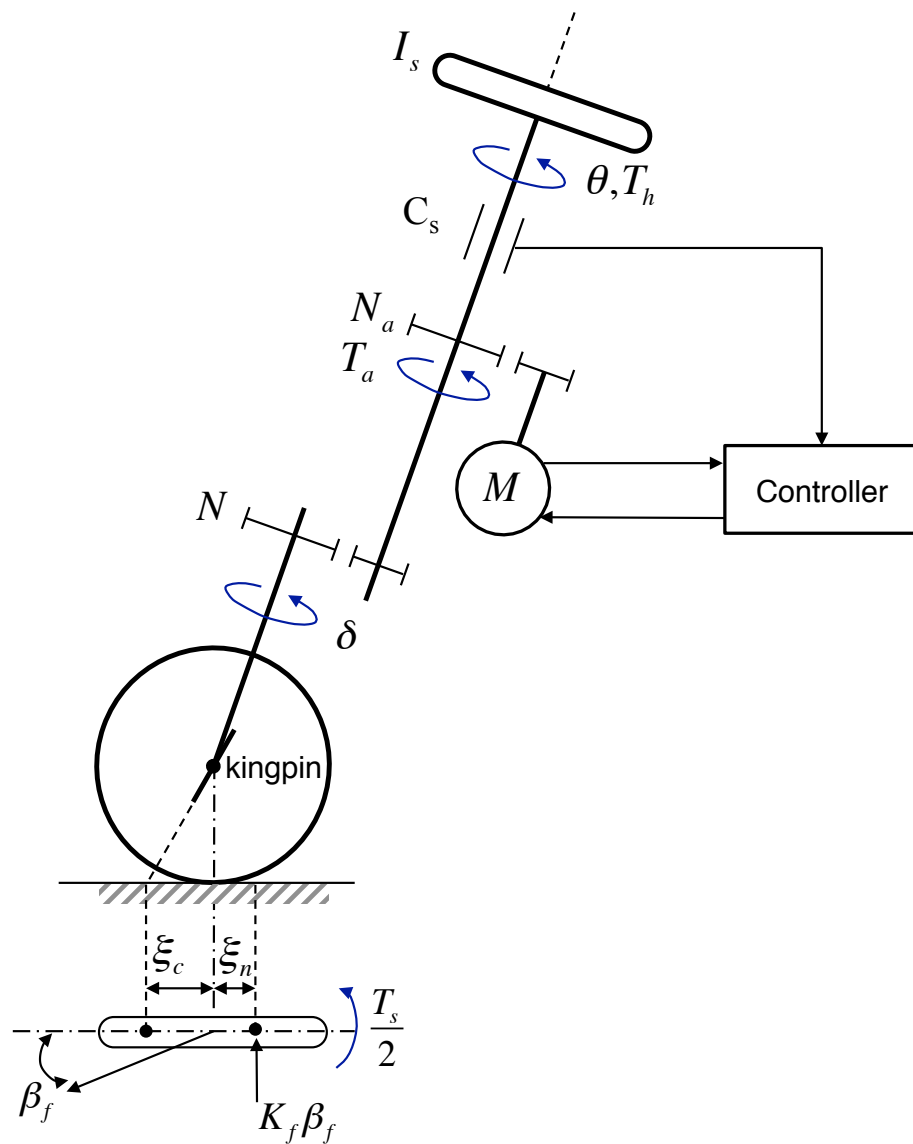 I_s
θ,T_h
C_s
N_a
T_a
M
Controller
N
δ
kingpin
ξ_c ξ_n
T_s
2
β_f
K_f β_f